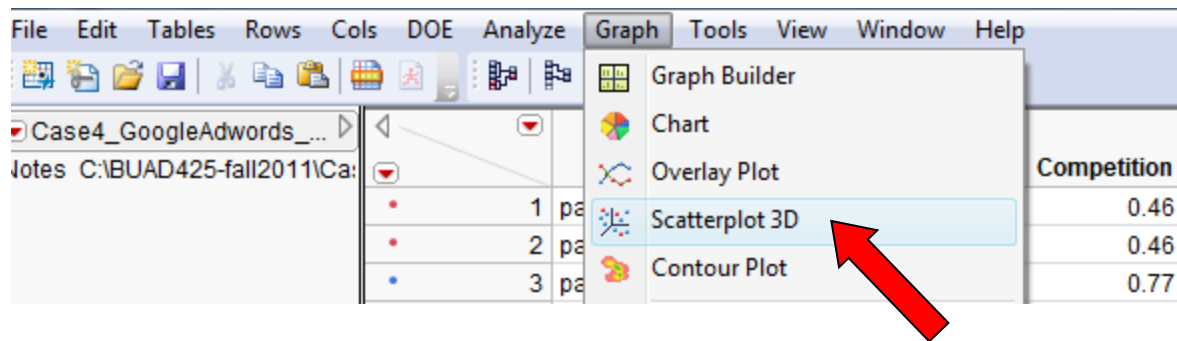 File Edit Tables Rows Cols DOE Analyze Graph Tools View Window Help
Graph Builder
Case4_GoogleAdwords_...
Chart
Notes C:\BUAD425-fall2011\Ca
Overlay Plot
Competition
1 pa
Scatterplot 3D
0.46
2 pa
0.46
Contour Plot
3 pa
0.77